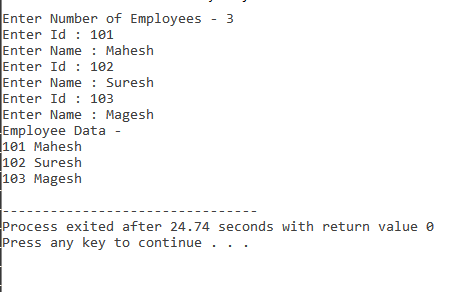 Enter Number of Employees - 3
Enter Id : 101
Enter Name : Mahesh
Enter Id : 102
Enter Name : Suresh
Enter Id : 103
Enter Name : Magesh
Employee Data -
101 Mahesh
102 Suresh
103 Magesh
--------------------------------
Process exited after 24.74 seconds with return value 0
Press any key to continue . . .